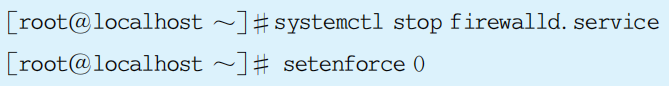 [root@localhost ~]#systemctl stop firewalld.service
[root@localhost ~]# setenforce 0